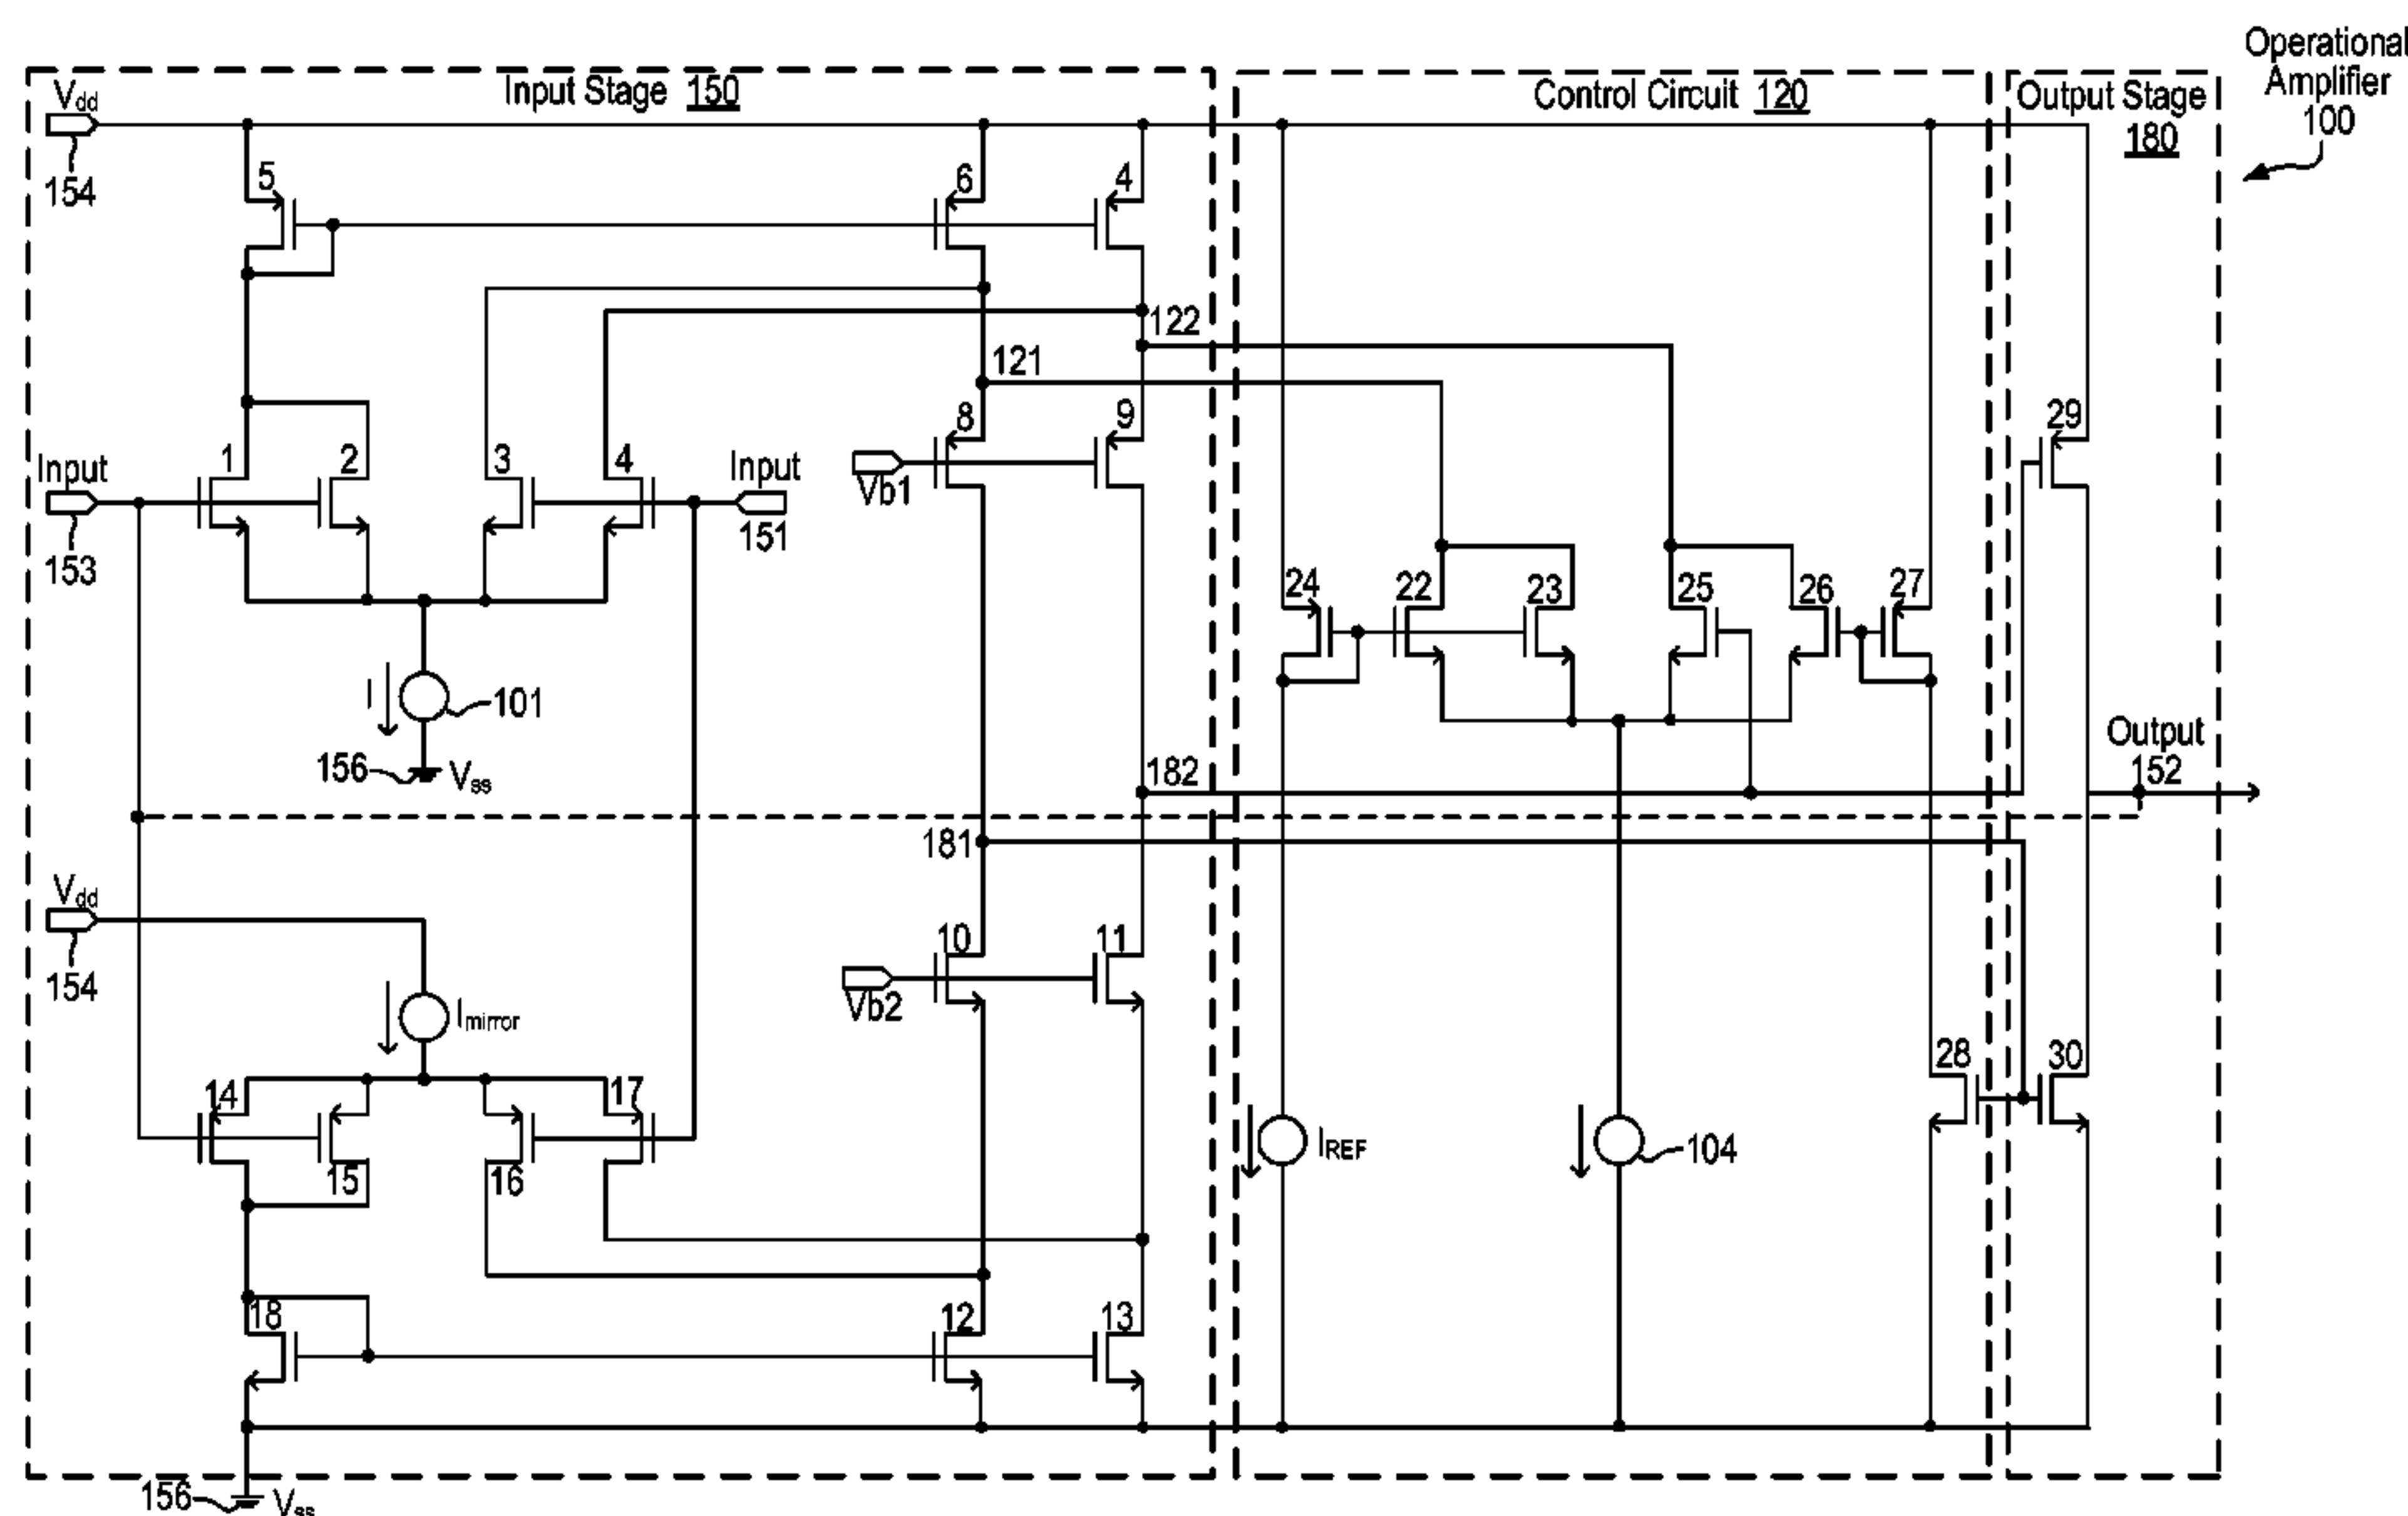 Operational
Amplifier
100
Input Stage 150
Control Circuit 120
Output Stage
180
Vdd
154
5
6
4
122
121
8
9
29
Input
153
1
2
3
4
Input
151
Vb1
24
22
23
25
26
27
I
101
156
Vss
182
Output
152
181
Vdd
154
10
11
Vb2
Imirror
28
30
14
15
16
17
IREF
104
18
12
13
156
Vss